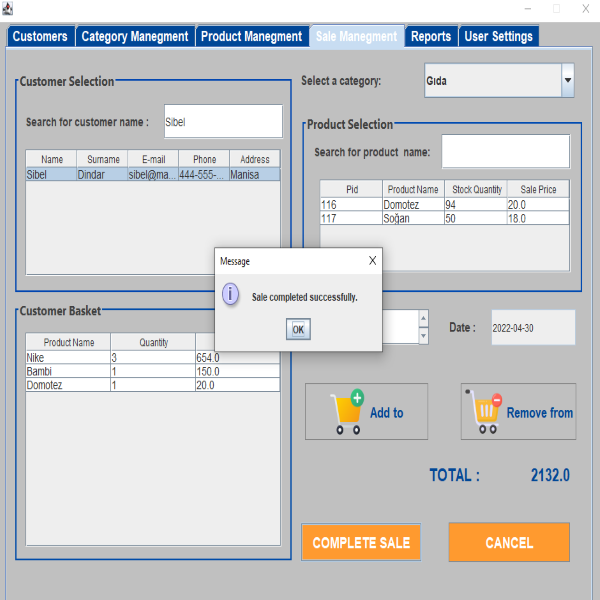 Customers Category Managment Product Managment Sale Managment Reports User Settings
Customer Selection
Search for customer name : Sibel
Name Surname E-mail Phone Address
Sibel Dindar sibel@ma... 444-555-... Manisa
Select a category: Gıda
Product Selection
Search for product name:
Pid Product Name Stock Quantity Sale Price
116 Domotez 94 20.0
117 Soğan 50 18.0
Message X
Sale completed successfully.
OK
Customer Basket
Product Name Quantity
Nike 3 654.0
Bambi 1 150.0
Domotez 1 20.0
Date : 2022-04-30
Add to Remove from
TOTAL : 2132.0
COMPLETE SALE CANCEL